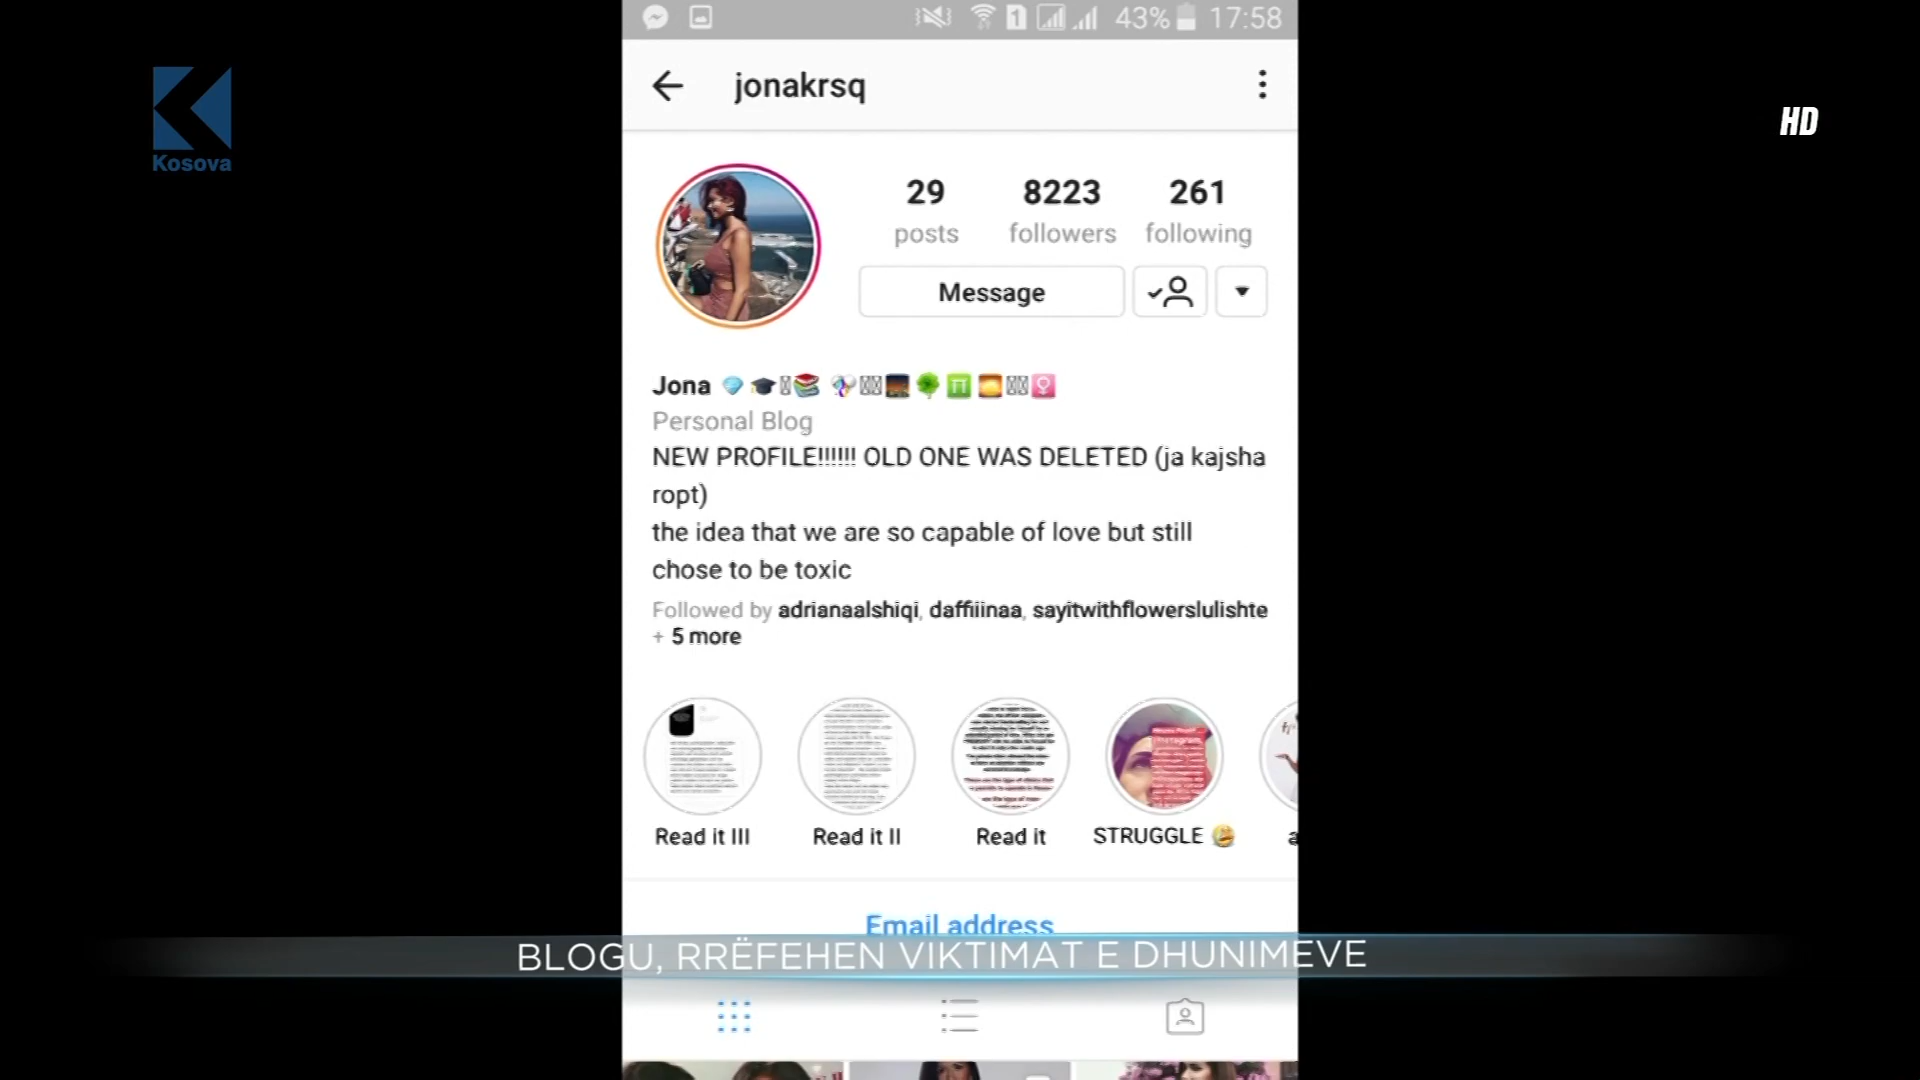 43% 17:58
jonakrsq
Kosova
HD
29 8223 261
posts followers following
Message
Jona
Personal Blog
NEW PROFILE!!!!!! OLD ONE WAS DELETED (ja kajsha
ropt)
the idea that we are so capable of love but still
chose to be toxic
Followed by adrianaalshiqi, daffiiinaa, sayitwithflowerslulishte
+ 5 more
Read it III Read it II Read it STRUGGLE
Email address
BLOGU, RRËFEHEN VIKTIMAT E DHUNIMEVE